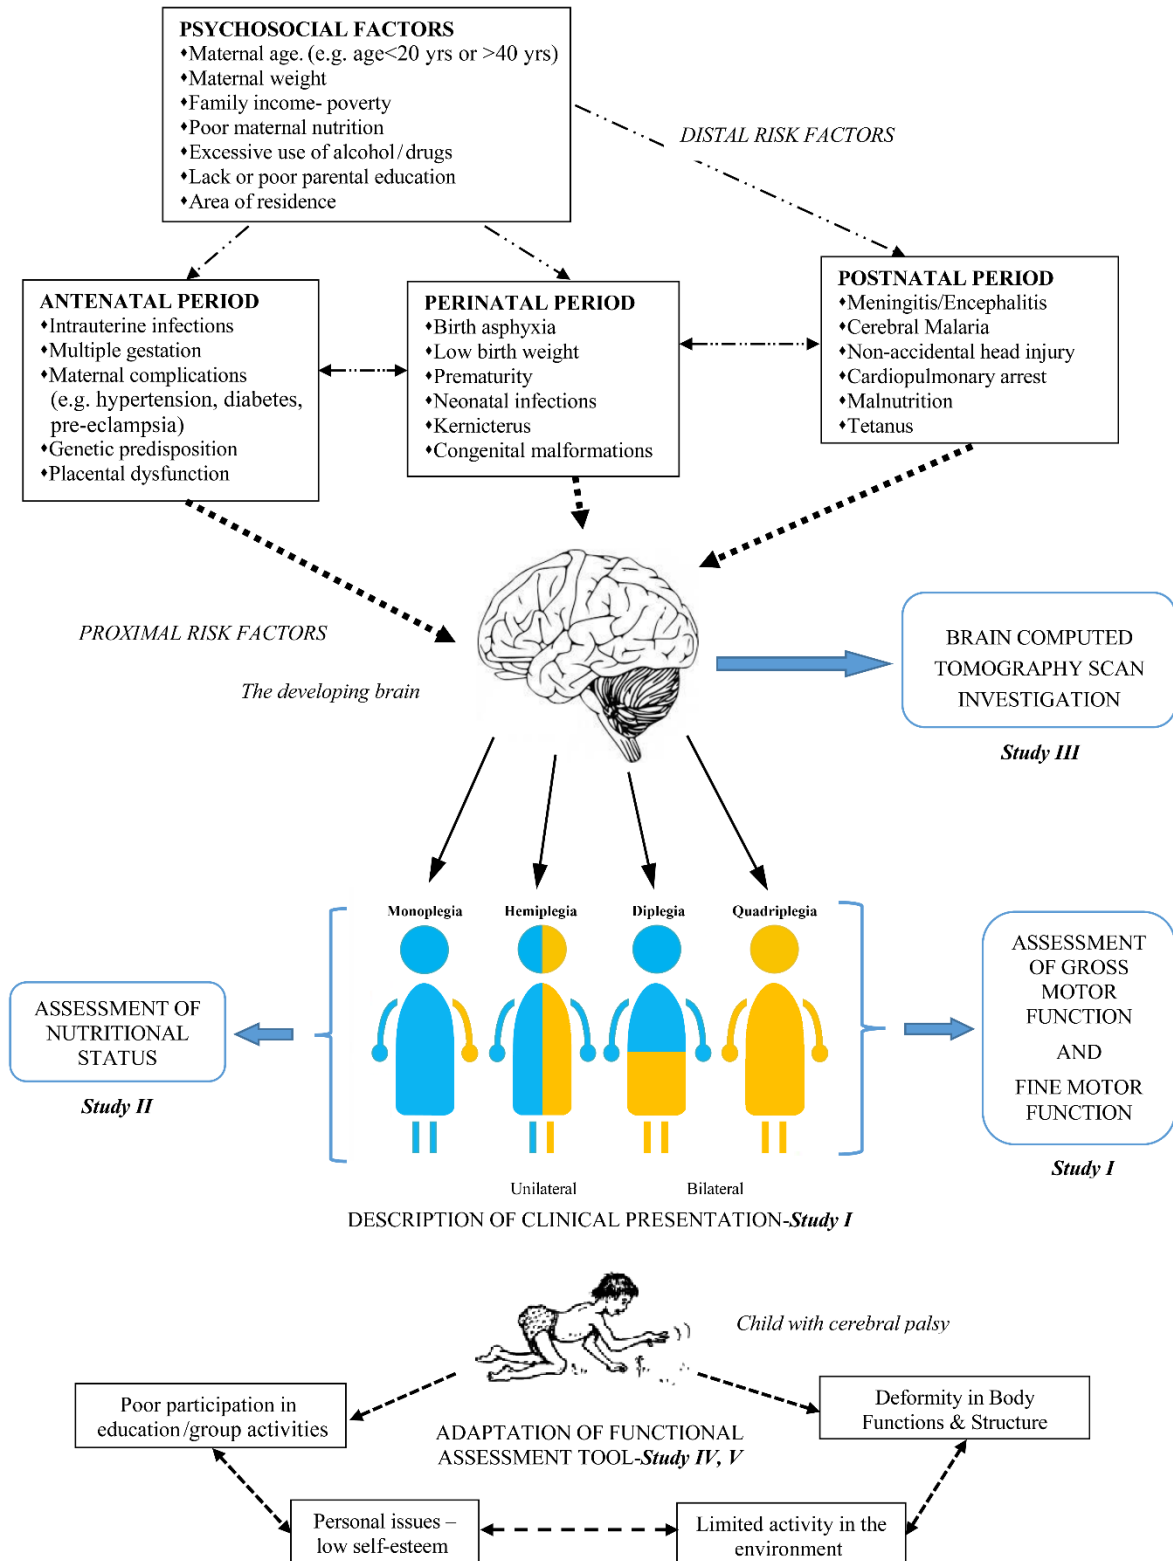 PSYCHOSOCIAL FACTORS
♦Maternal age. (e.g. age<20 yrs or >40 yrs)
♦Maternal weight
♦Family income- poverty
♦Poor maternal nutrition
♦Excessive use of alcohol/drugs
♦Lack or poor parental education
♦Area of residence
DISTAL RISK FACTORS
ANTENATAL PERIOD
♦Intrauterine infections
♦Multiple gestation
♦Maternal complications
(e.g. hypertension, diabetes,
pre-eclampsia)
♦Genetic predisposition
♦Placental dysfunction
PERINATAL PERIOD
♦Birth asphyxia
♦Low birth weight
♦Prematurity
♦Neonatal infections
♦Kernicterus
♦Congenital malformations
POSTNATAL PERIOD
♦Meningitis/Encephalitis
♦Cerebral Malaria
♦Non-accidental head injury
♦Cardiopulmonary arrest
♦Malnutrition
♦Tetanus
PROXIMAL RISK FACTORS
The developing brain
BRAIN COMPUTED
TOMOGRAPHY SCAN
INVESTIGATION
Study III
Monoplegia
Hemiplegia
Diplegia
Quadriplegia
ASSESSMENT OF
NUTRITIONAL
STATUS
Study II
ASSESSMENT
OF GROSS
MOTOR
FUNCTION
AND
FINE MOTOR
FUNCTION
Study I
Unilateral
Bilateral
DESCRIPTION OF CLINICAL PRESENTATION-Study I
Child with cerebral palsy
Poor participation in
education/group activities
ADAPTATION OF FUNCTIONAL
ASSESSMENT TOOL-Study IV, V
Deformity in Body
Functions & Structure
Personal issues –
low self-esteem
Limited activity in the
environment